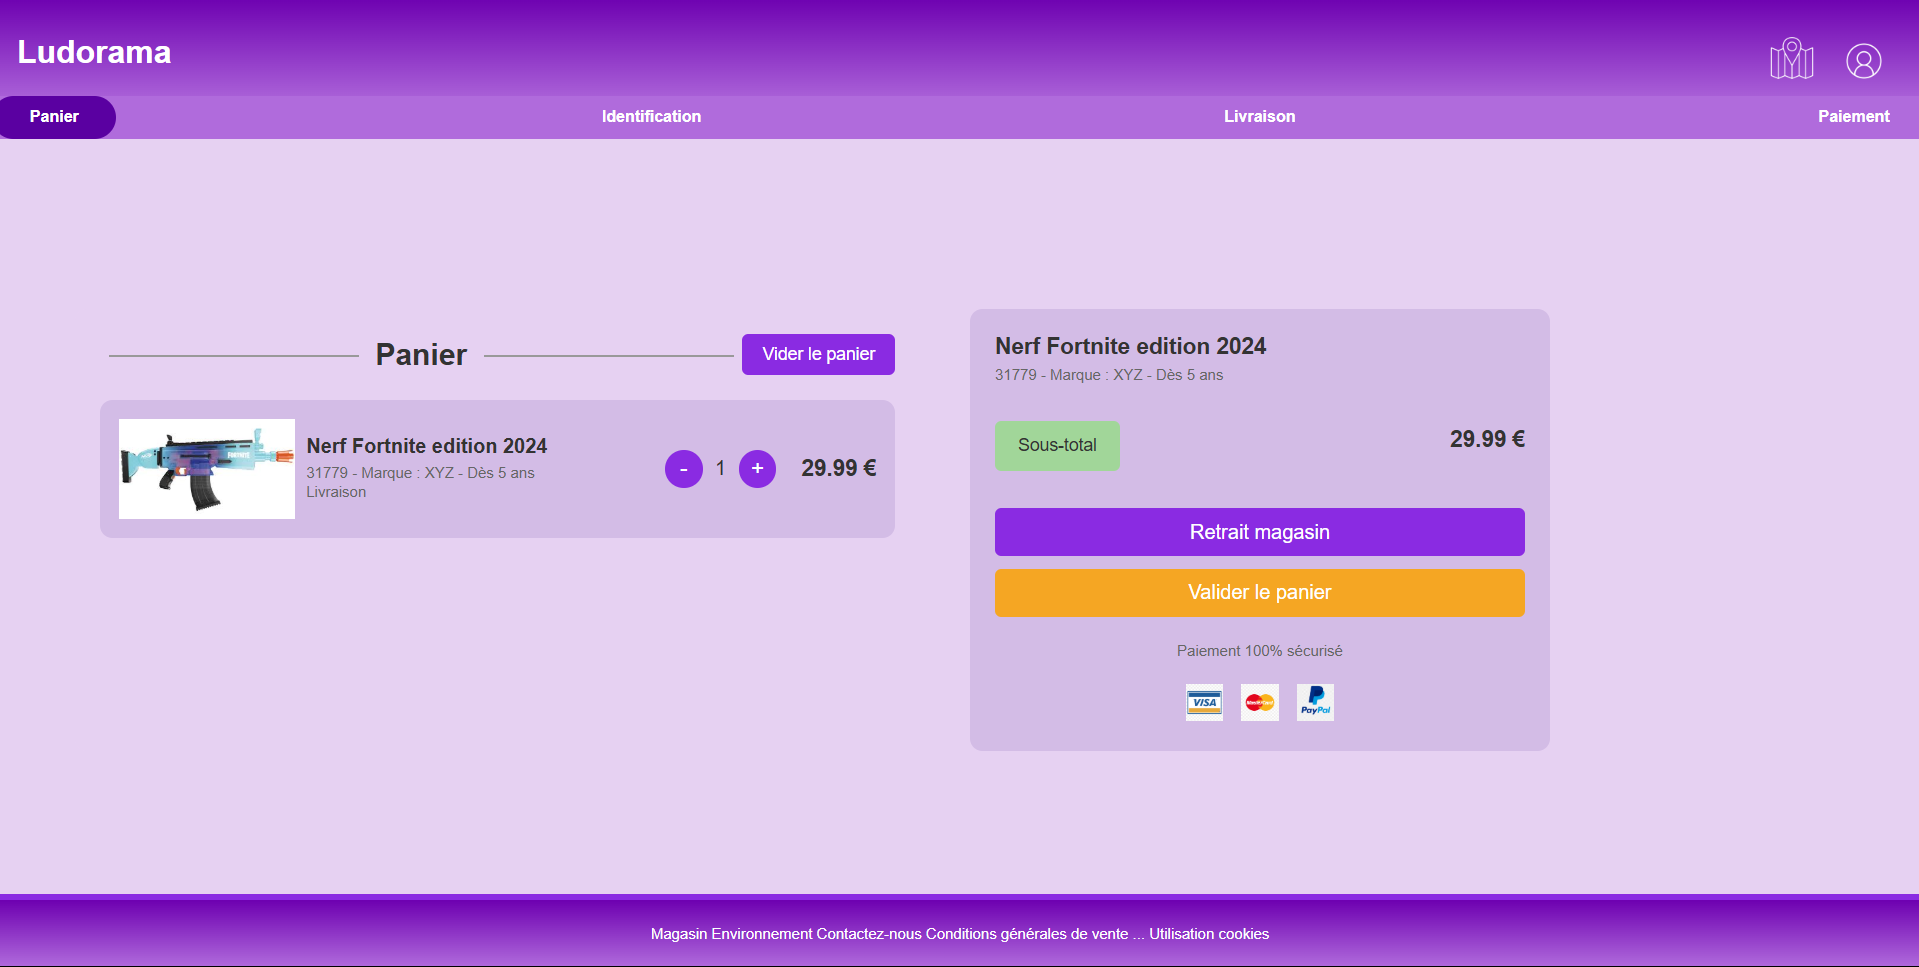 Ludorama
Panier
Identification
Livraison
Paiement
Panier
Vider le panier
FORTNITE
Nerf Fortnite edition 2024
31779 - Marque : XYZ - Dès 5 ans
Livraison
-
1
+
29.99 €
Nerf Fortnite edition 2024
31779 - Marque : XYZ - Dès 5 ans
Sous-total
29.99 €
Retrait magasin
Valider le panier
Paiement 100% sécurisé
VISA
MasterCard
PayPal
Magasin Environnement Contactez-nous Conditions générales de vente ... Utilisation cookies